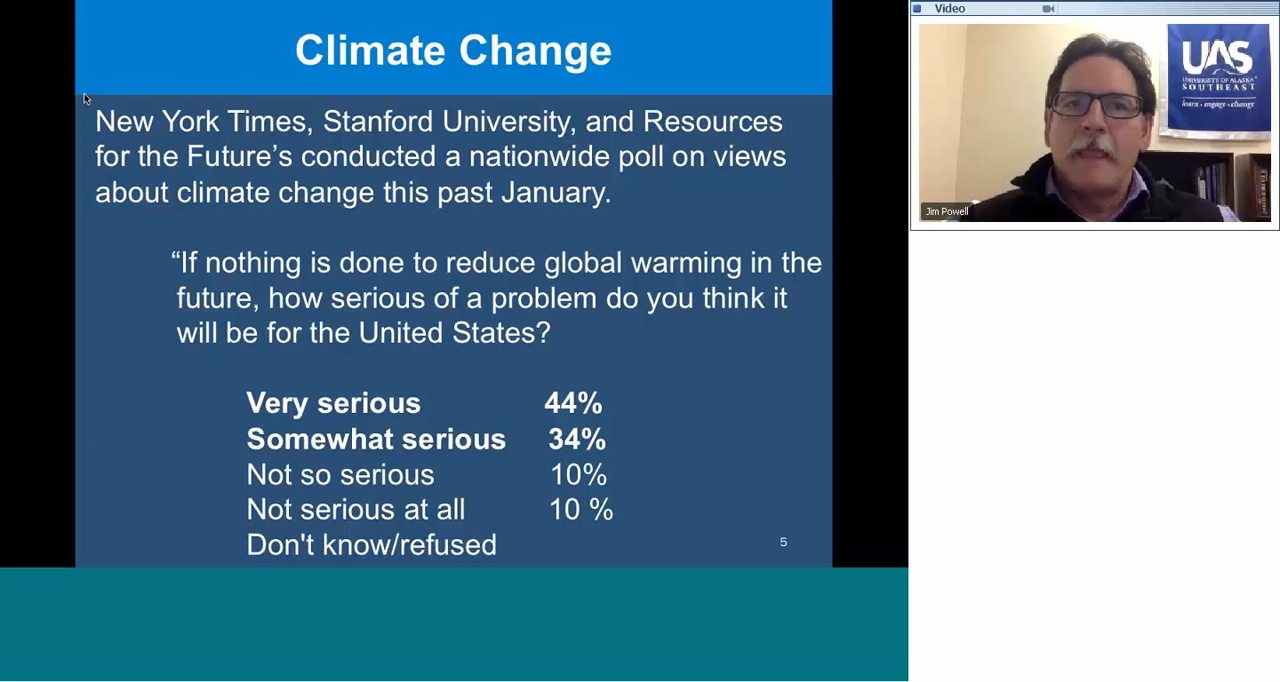 Climate Change
New York Times, Stanford University, and Resources
for the Future’s conducted a nationwide poll on views
about climate change this past January.
“If nothing is done to reduce global warming in the
future, how serious of a problem do you think it
will be for the United States?
Very serious 44%
Somewhat serious 34%
Not so serious 10%
Not serious at all 10 %
Don't know/refused
5
Video
UAS
UNIVERSITY OF ALASKA
SOUTHEAST
learn · engage · change
Jim Powell